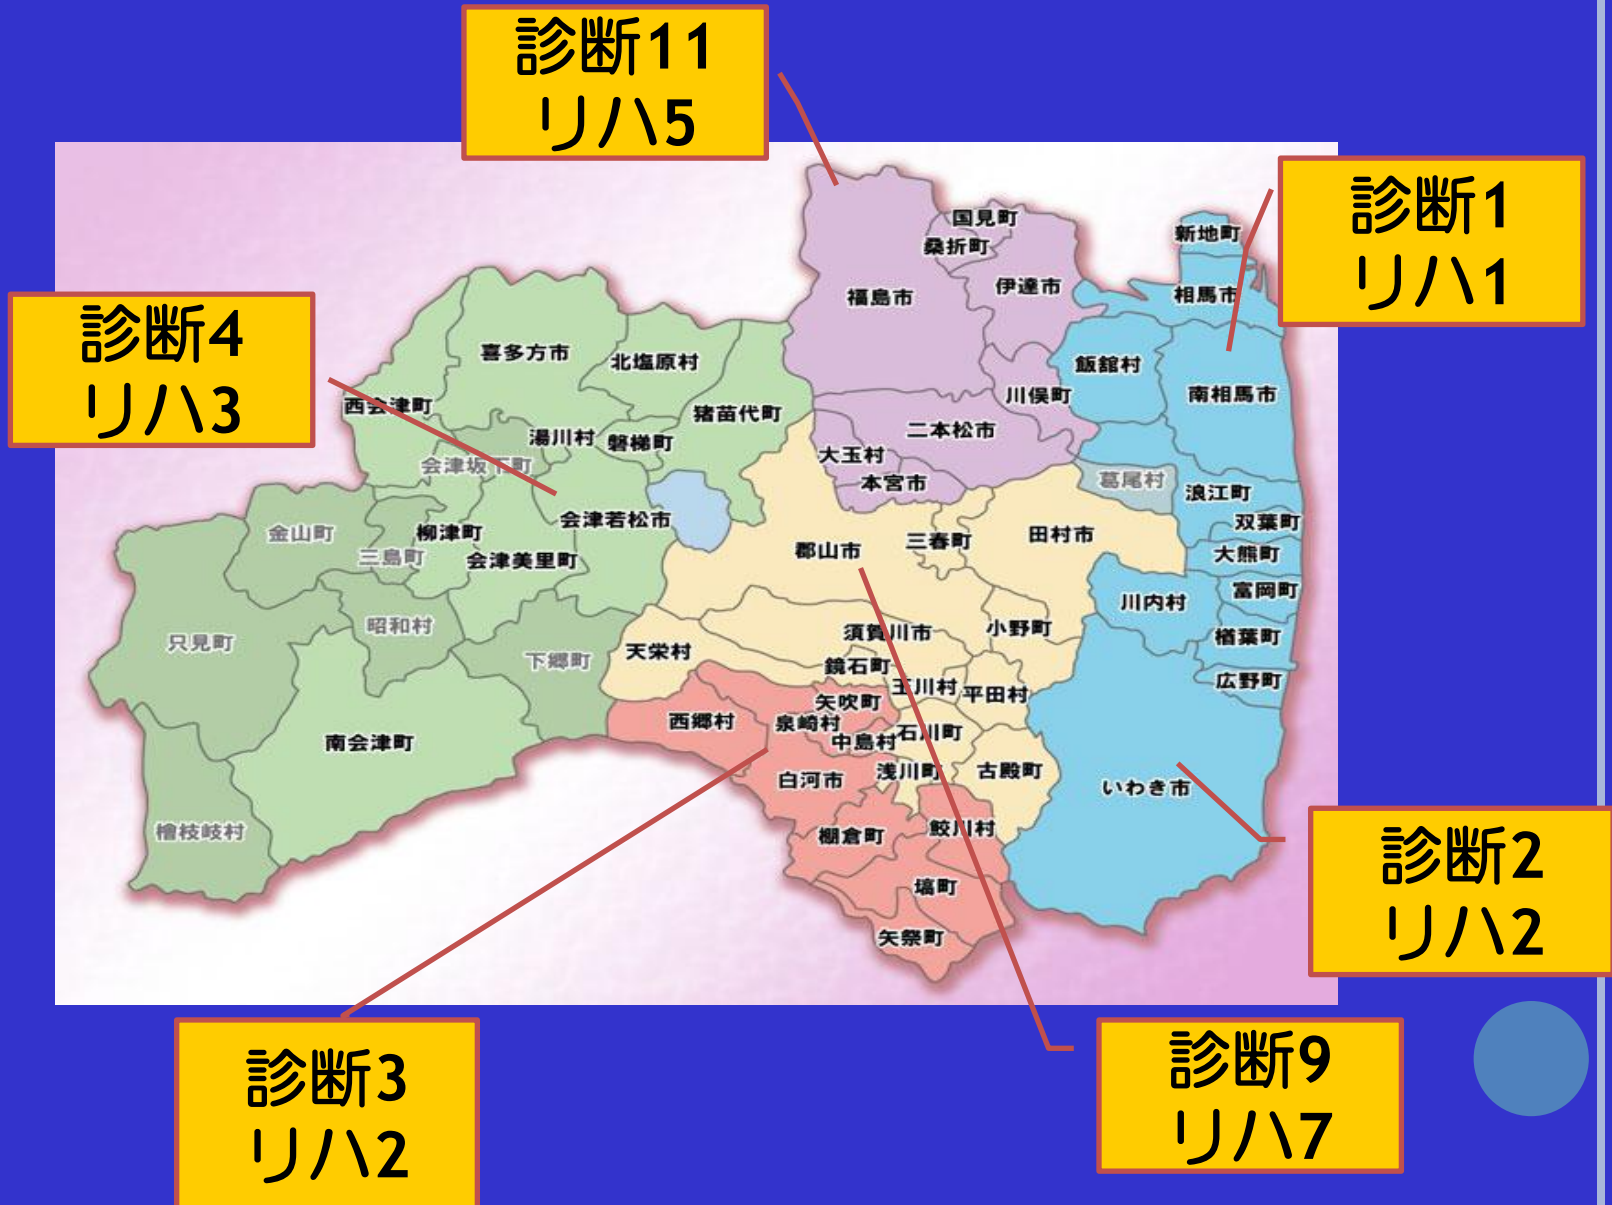 診断11
リハ5
診断1
リハ1
診断4
リハ3
国見町
桑折町
新地町
伊達市
相馬市
福島市
喜多方市
北塩原村
飯舘村
南相馬市
川俣町
西会津町
猪苗代町
二本松市
湯川村
磐梯町
大玉村
会津坂下町
本宮市
葛尾村
浪江町
会津若松市
双葉町
金山町
柳津町
三春町
田村市
郡山市
大熊町
三島町
会津美里町
富岡町
川内村
昭和村
小野町
須賀川市
楢葉町
只見町
天栄村
下郷町
鏡石町
広野町
玉川村
平田村
矢吹町
西郷村
泉崎村
石川町
中島村
南会津町
浅川町
古殿町
白河市
いわき市
檜枝岐村
棚倉町
鮫川村
塙町
矢祭町
診断2
リハ2
診断3
リハ2
診断9
リハ7